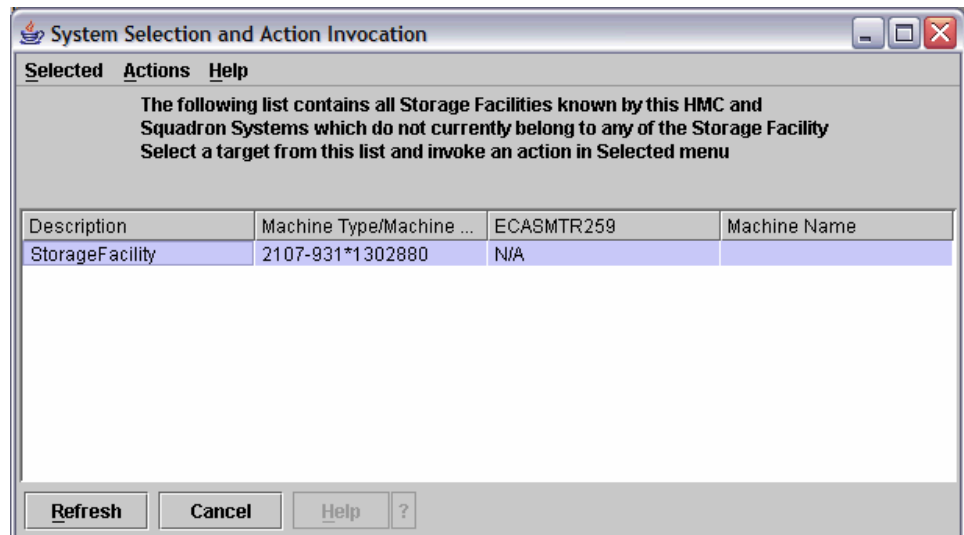 System Selection and Action Invocation
Selected Actions Help
The following list contains all Storage Facilities known by this HMC and
Squadron Systems which do not currently belong to any of the Storage Facility
Select a target from this list and invoke an action in Selected menu
Description Machine Type/Machine ... ECASMTR259 Machine Name
StorageFacility 2107-931*1302880 N/A
Refresh Cancel Help ?